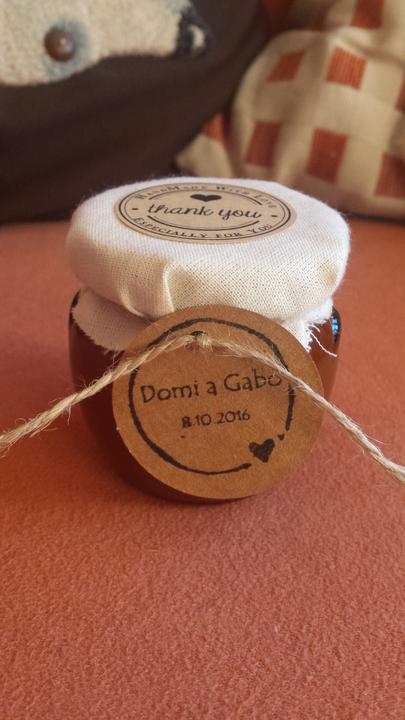 HANDMADE WITH LOVE
thank you
ESPECIALLY FOR YOU
Domi a Gabo
8.10.2016